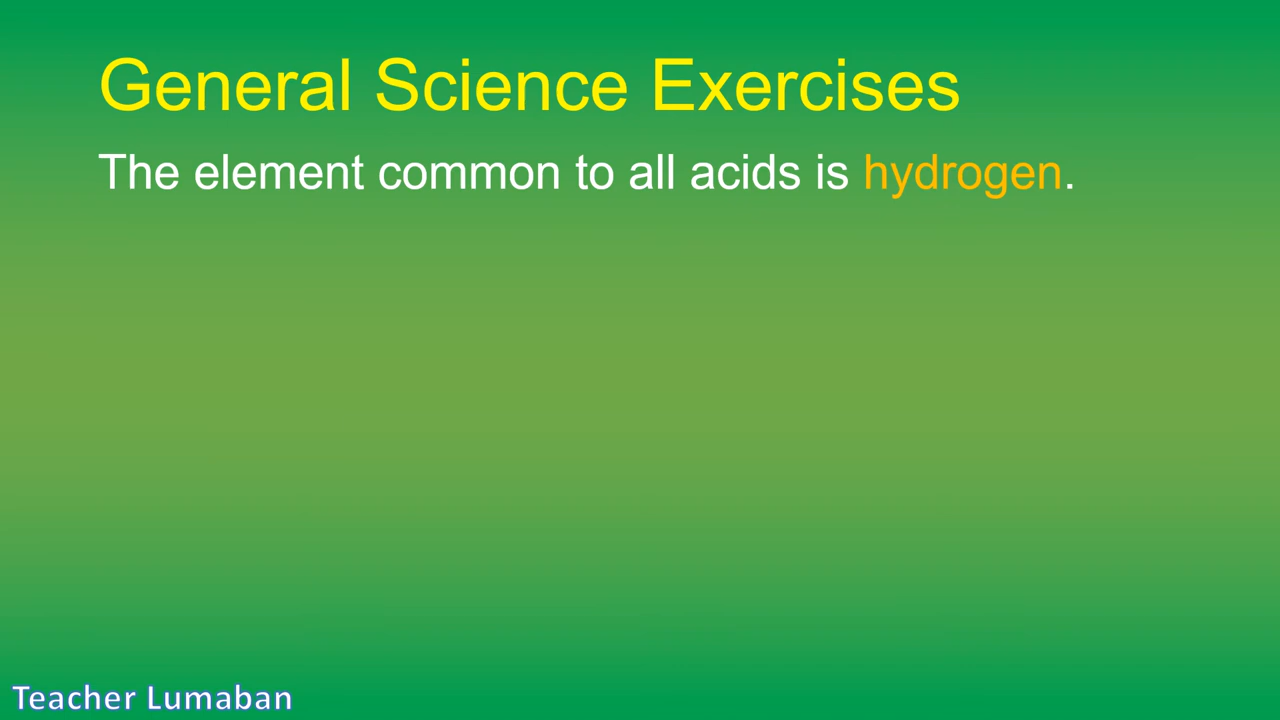 General Science Exercises
The element common to all acids is hydrogen.
Teacher Lumaban